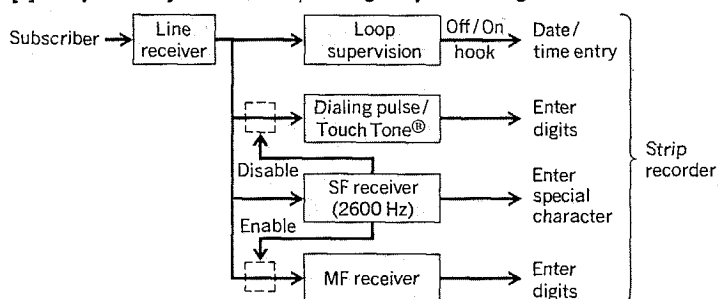 Subscriber
Line
receiver
Loop
supervision
Off/On
hook
Date/
time entry
Dialing pulse/
Touch Tone®
Enter
digits
Disable
SF receiver
(2600 Hz)
Enter
special
character
Strip
recorder
Enable
MF receiver
Enter
digits